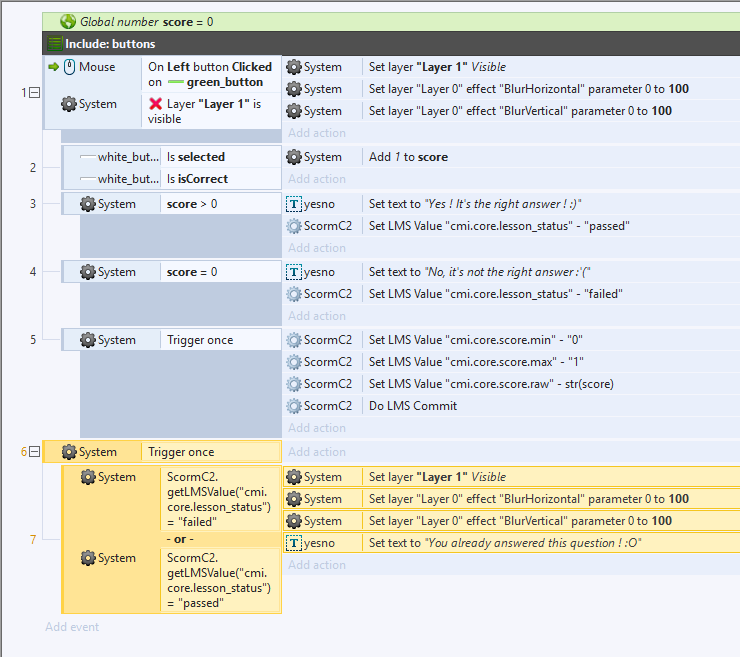 Global number score = 0
Include: buttons
1
Mouse
On Left button Clicked
on green_button
System
Set layer "Layer 1" Visible
System
Set layer "Layer 0" effect "BlurHorizontal" parameter 0 to 100
System
Layer "Layer 1" is
visible
System
Set layer "Layer 0" effect "BlurVertical" parameter 0 to 100
Add action
2
white_but...
Is selected
System
Add 1 to score
white_but...
Is isCorrect
Add action
3
System
score > 0
T yesno
Set text to "Yes ! It's the right answer ! :)"
ScormC2
Set LMS Value "cmi.core.lesson_status" - "passed"
Add action
4
System
score = 0
T yesno
Set text to "No, it's not the right answer :'("
ScormC2
Set LMS Value "cmi.core.lesson_status" - "failed"
Add action
5
System
Trigger once
ScormC2
Set LMS Value "cmi.core.score.min" - "0"
ScormC2
Set LMS Value "cmi.core.score.max" - "1"
ScormC2
Set LMS Value "cmi.core.score.raw" - str(score)
ScormC2
Do LMS Commit
Add action
6
System
Trigger once
Add action
7
System
ScormC2.
getLMSValue("cmi.
core.lesson_status")
= "failed"
- or -
System
ScormC2.
getLMSValue("cmi.
core.lesson_status")
= "passed"
System
Set layer "Layer 1" Visible
System
Set layer "Layer 0" effect "BlurHorizontal" parameter 0 to 100
System
Set layer "Layer 0" effect "BlurVertical" parameter 0 to 100
T yesno
Set text to "You already answered this question ! :O"
Add action
Add event